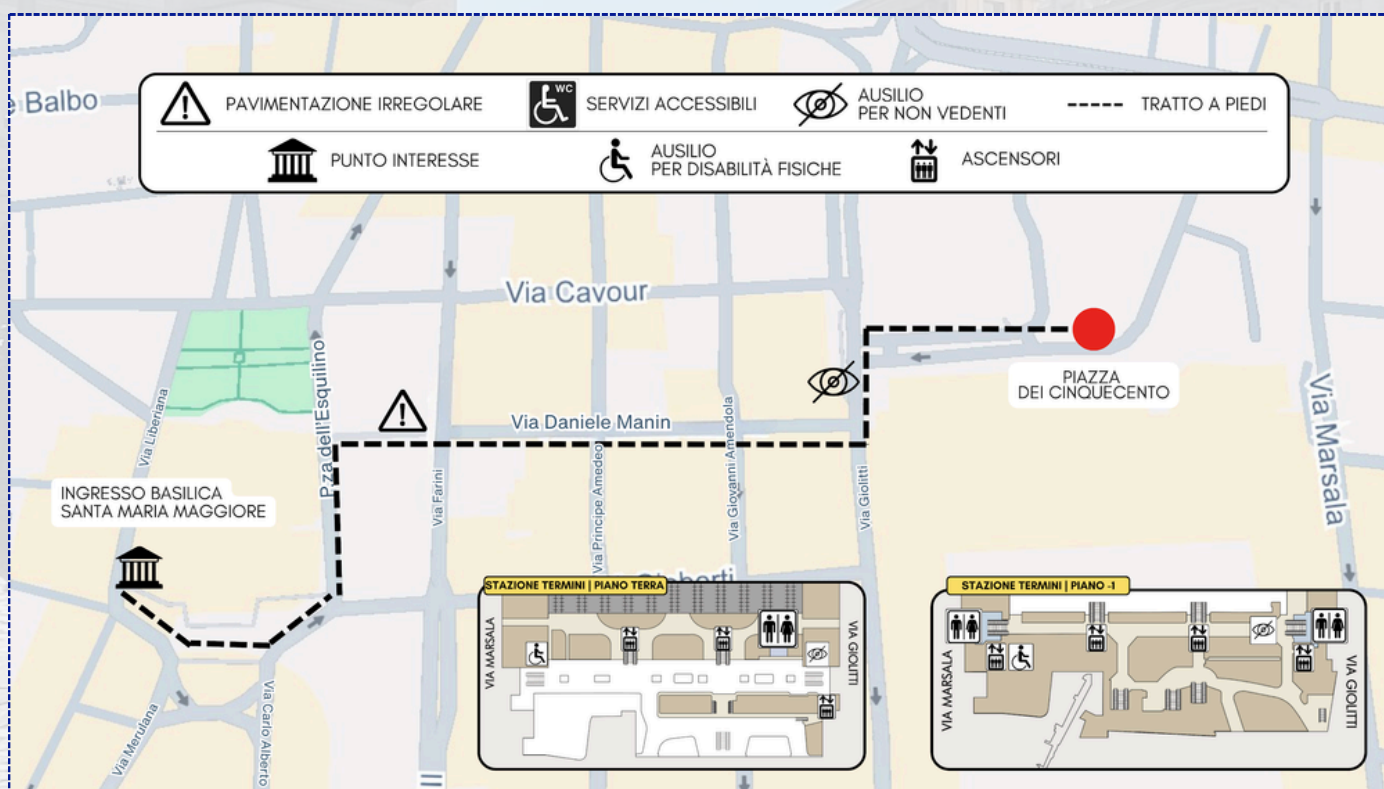 e Balbo
PAVIMENTAZIONE IRREGOLARE
WC
SERVIZI ACCESSIBILI
AUSILIO
PER NON VEDENTI
TRATTO A PIEDI
PUNTO INTERESSE
AUSILIO
PER DISABILITÀ FISICHE
ASCENSORI
Via Cavour
PIAZZA
DEI CINQUECENTO
Via Marsala
P.za dell'Esquilino
Via Liberiana
Via Daniele Manin
Via Farini
Via Principe Amedeo
Via Giovanni Amendola
Via Giolitti
INGRESSO BASILICA
SANTA MARIA MAGGIORE
Via Merulana
Via Carlo Alberto
STAZIONE TERMINI | PIANO TERRA
VIA MARSALA
VIA GIOLITTI
STAZIONE TERMINI | PIANO -1
VIA MARSALA
VIA GIOLITTI